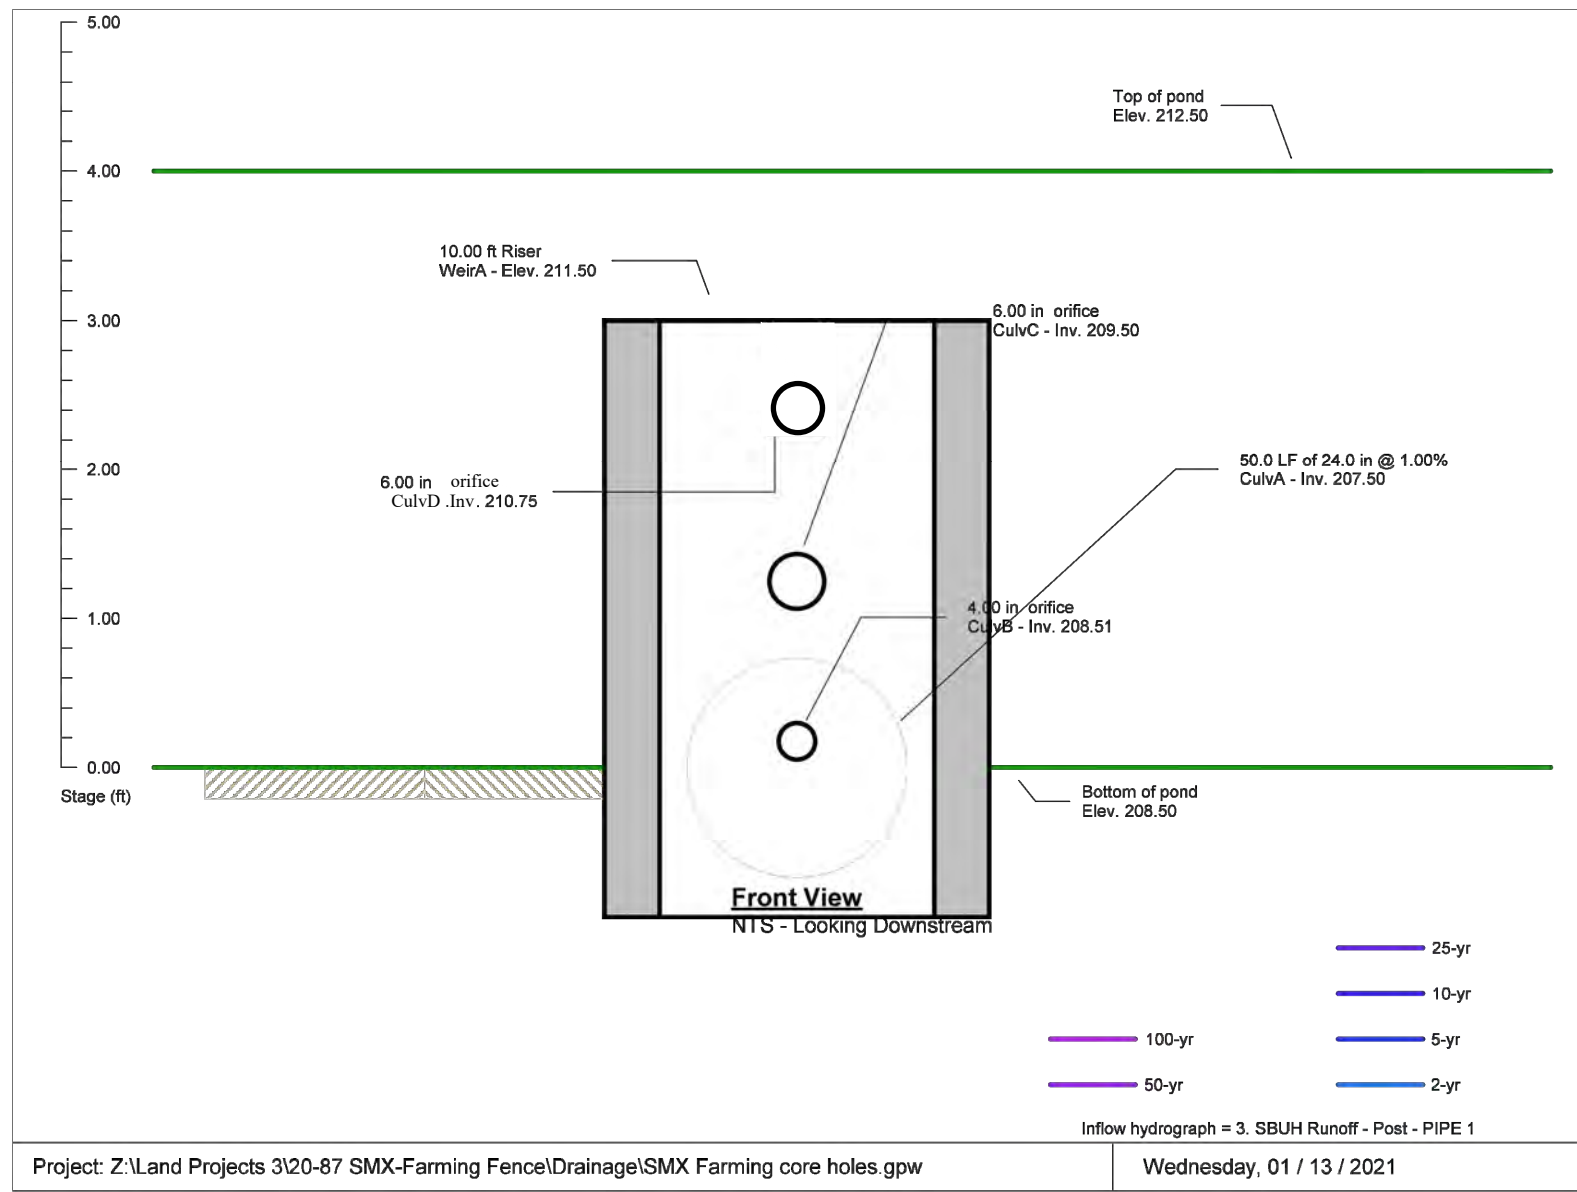 5.00
Top of pond
Elev. 212.50
4.00
10.00 ft Riser
WeirA - Elev. 211.50
3.00
6.00 in orifice
CulvC - Inv. 209.50
2.00
6.00 in orifice
CulvD .Inv. 210.75
50.0 LF of 24.0 in @ 1.00%
CulvA - Inv. 207.50
1.00
4.00 in orifice
CulvB - Inv. 208.51
0.00
Stage (ft)
Bottom of pond
Elev. 208.50
Front View
NTS - Looking Downstream
25-yr
10-yr
100-yr
5-yr
50-yr
2-yr
Inflow hydrograph = 3. SBUH Runoff - Post - PIPE 1
Project: Z:\Land Projects 3\20-87 SMX-Farming Fence\Drainage\SMX Farming core holes.gpw
Wednesday, 01 / 13 / 2021